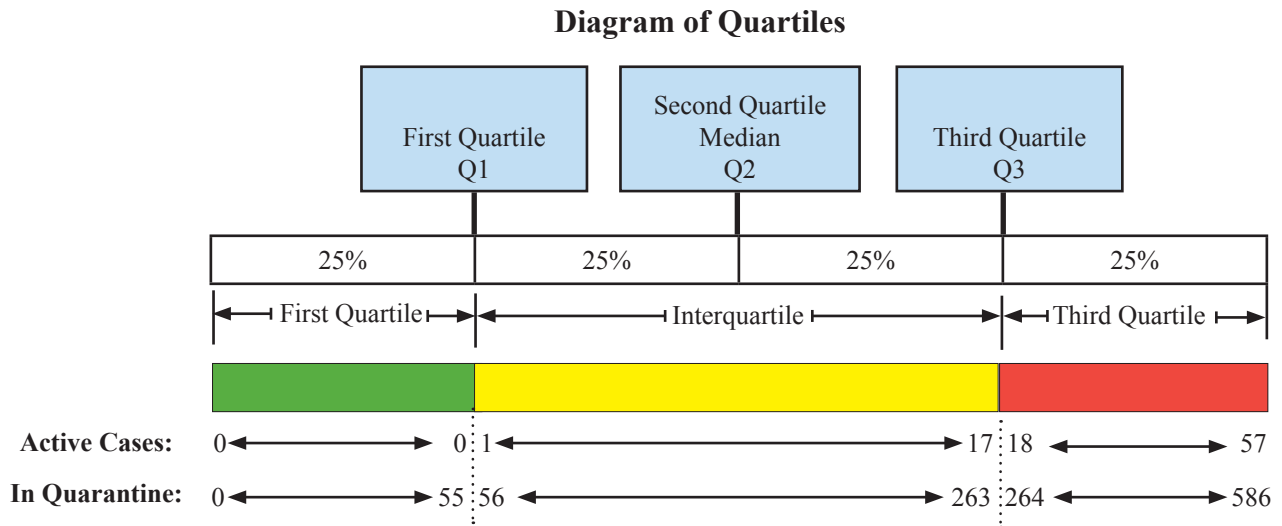 Diagram of Quartiles
First Quartile
Q1
Second Quartile
Median
Q2
Third Quartile
Q3
25% 25% 25% 25%
First Quartile Interquartile Third Quartile
Active Cases: 0 0 1 17 18 57
In Quarantine: 0 55 56 263 264 586